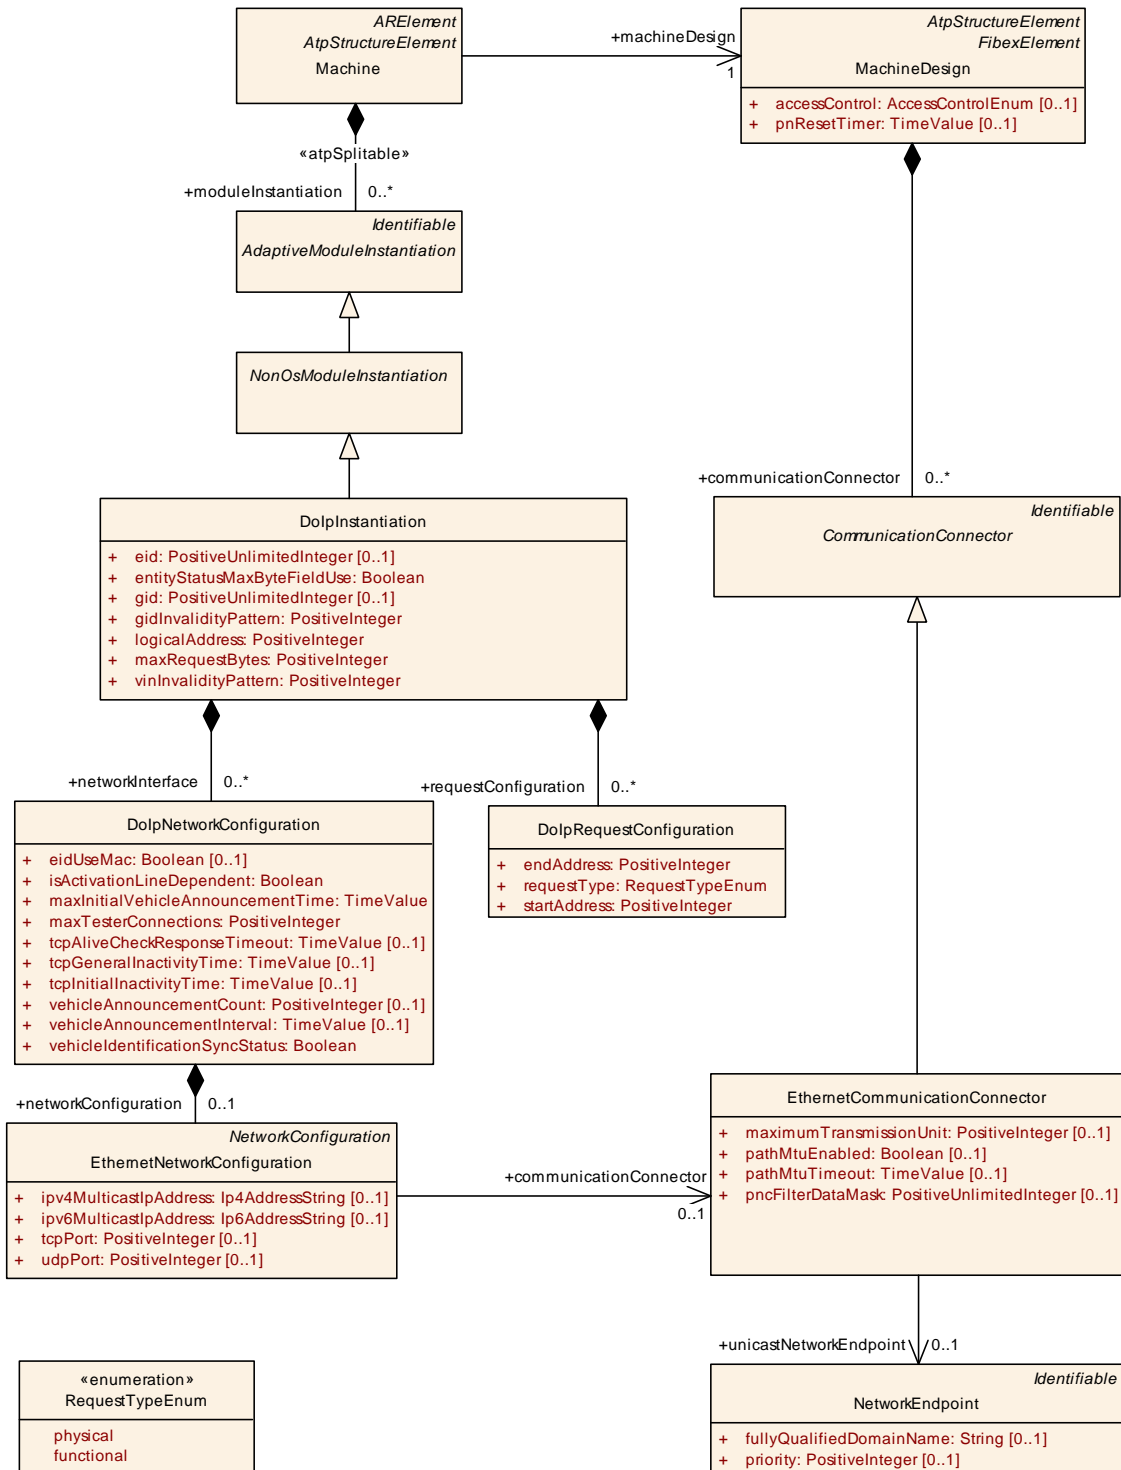 ARElement
AtpStructureElement
Machine
+machineDesign
1
AtpStructureElement
FibexElement
MachineDesign
+ accessControl: AccessControlEnum [0..1]
+ pnResetTimer: TimeValue [0..1]
«atpSplitable»
+moduleInstantiation 0..*
Identifiable
AdaptiveModuleInstantiation
NonOsModuleInstantiation
+communicationConnector 0..*
Identifiable
CommunicationConnector
DoIpInstantiation
+ eid: PositiveUnlimitedInteger [0..1]
+ entityStatusMaxByteFieldUse: Boolean
+ gid: PositiveUnlimitedInteger [0..1]
+ gidInvalidityPattern: PositiveInteger
+ logicalAddress: PositiveInteger
+ maxRequestBytes: PositiveInteger
+ vinInvalidityPattern: PositiveInteger
+networkInterface 0..*
+requestConfiguration 0..*
DoIpNetworkConfiguration
+ eidUseMac: Boolean [0..1]
+ isActivationLineDependent: Boolean
+ maxInitialVehicleAnnouncementTime: TimeValue
+ maxTesterConnections: PositiveInteger
+ tcpAliveCheckResponseTimeout: TimeValue [0..1]
+ tcpGeneralInactivityTime: TimeValue [0..1]
+ tcpInitialInactivityTime: TimeValue [0..1]
+ vehicleAnnouncementCount: PositiveInteger [0..1]
+ vehicleAnnouncementInterval: TimeValue [0..1]
+ vehicleIdentificationSyncStatus: Boolean
DoIpRequestConfiguration
+ endAddress: PositiveInteger
+ requestType: RequestTypeEnum
+ startAddress: PositiveInteger
+networkConfiguration 0..1
NetworkConfiguration
EthernetNetworkConfiguration
+ ipv4MulticastIpAddress: Ip4AddressString [0..1]
+ ipv6MulticastIpAddress: Ip6AddressString [0..1]
+ tcpPort: PositiveInteger [0..1]
+ udpPort: PositiveInteger [0..1]
+communicationConnector
0..1
EthernetCommunicationConnector
+ maximumTransmissionUnit: PositiveInteger [0..1]
+ pathMtuEnabled: Boolean [0..1]
+ pathMtuTimeout: TimeValue [0..1]
+ pncFilterDataMask: PositiveUnlimitedInteger [0..1]
+unicastNetworkEndpoint 0..1
«enumeration»
RequestTypeEnum
physical
functional
Identifiable
NetworkEndpoint
+ fullyQualifiedDomainName: String [0..1]
+ priority: PositiveInteger [0..1]